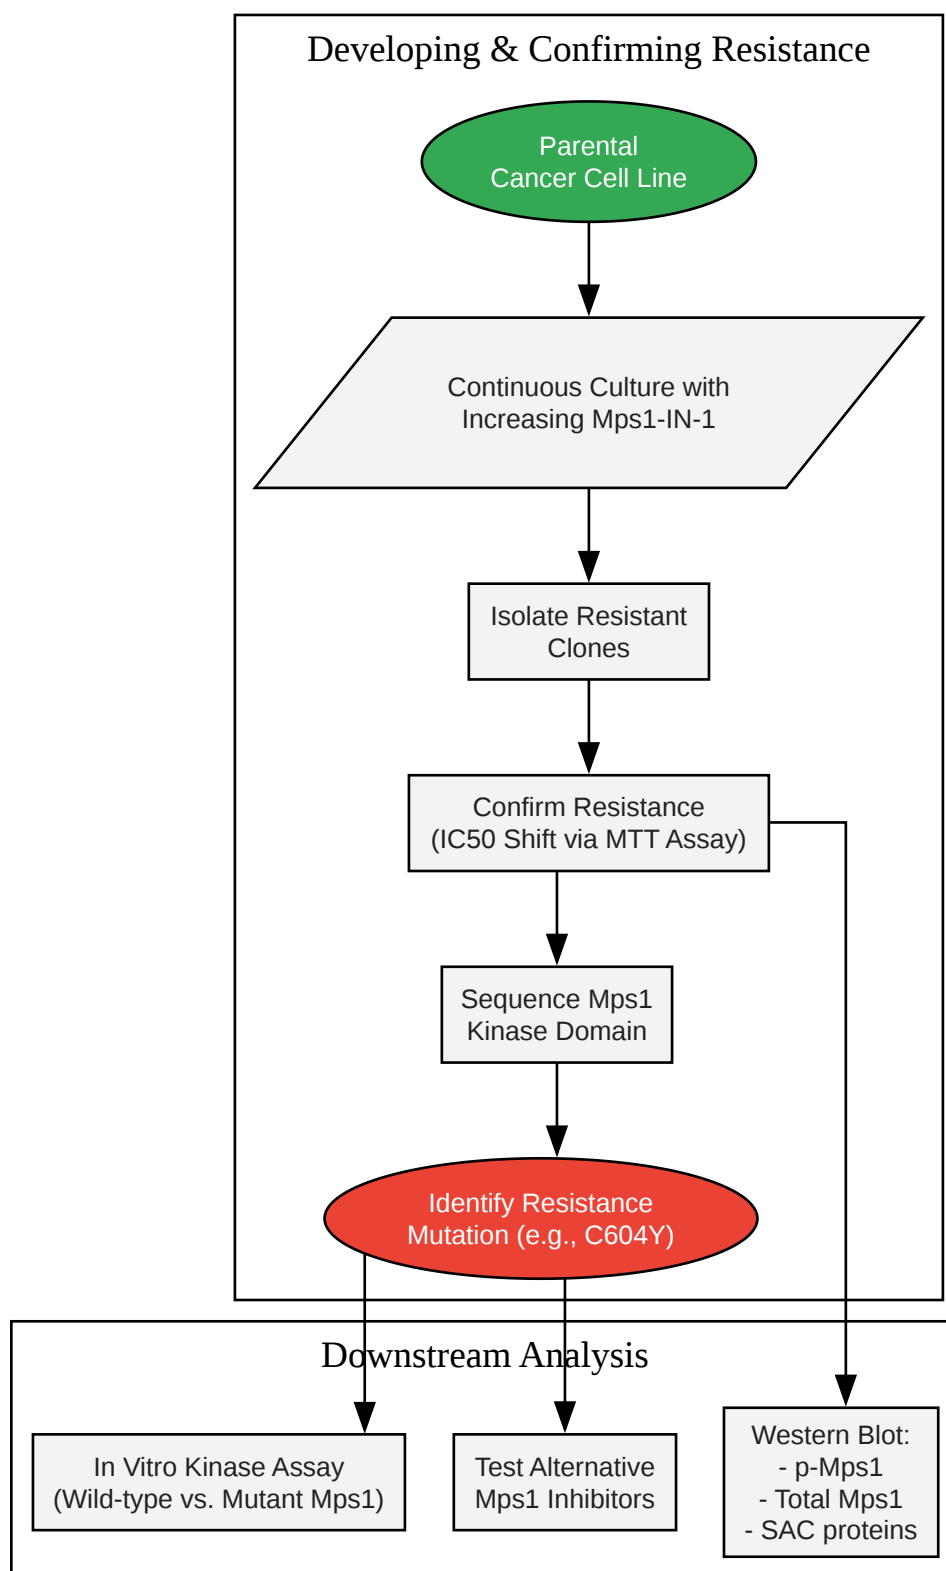 Developing & Confirming Resistance
Parental
Cancer Cell Line
Continuous Culture with
Increasing Mps1-IN-1
Isolate Resistant
Clones
Confirm Resistance
(IC50 Shift via MTT Assay)
Sequence Mps1
Kinase Domain
Identify Resistance
Mutation (e.g., C604Y)
Downstream Analysis
In Vitro Kinase Assay
(Wild-type vs. Mutant Mps1)
Test Alternative
Mps1 Inhibitors
Western Blot:
- p-Mps1
- Total Mps1
- SAC proteins